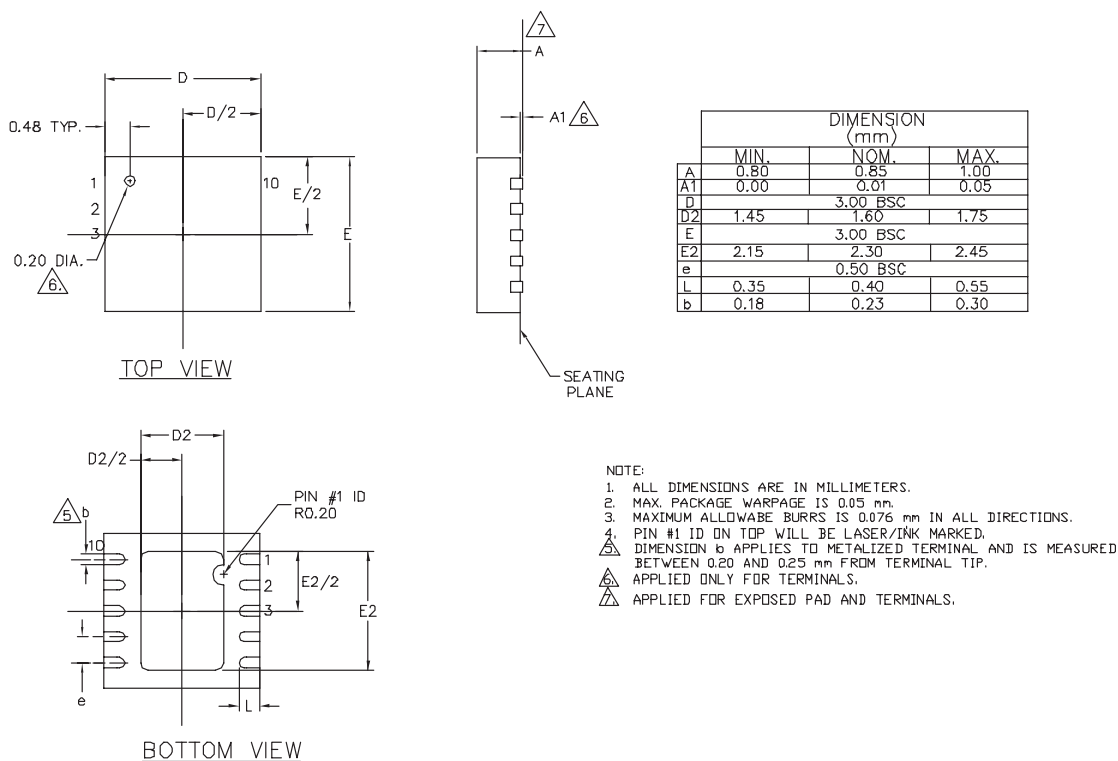 7
A
D
D/2
0.48 TYP.
A1 6
1
10
2
3
E/2
E
0.20 DIA.
6.
TOP VIEW
SEATING
PLANE
DIMENSION
(mm)
MIN. NOM. MAX.
A 0.80 0.85 1.00
A1 0.00 0.01 0.05
D 3.00 BSC
D2 1.45 1.60 1.75
E 3.00 BSC
E2 2.15 2.30 2.45
e 0.50 BSC
L 0.35 0.40 0.55
b 0.18 0.23 0.30
D2
D2/2
PIN #1 ID
R0.20
5 b
10
1
2
3
E2/2
E2
e
L
BOTTOM VIEW
NOTE:
1. ALL DIMENSIONS ARE IN MILLIMETERS.
2. MAX. PACKAGE WARPAGE IS 0.05 mm.
3. MAXIMUM ALLOWABE BURRS IS 0.076 mm IN ALL DIRECTIONS.
4. PIN #1 ID ON TOP WILL BE LASER/INK MARKED.
5. DIMENSION b APPLIES TO METALIZED TERMINAL AND IS MEASURED
BETWEEN 0.20 AND 0.25 mm FROM TERMINAL TIP.
6. APPLIED ONLY FOR TERMINALS.
7. APPLIED FOR EXPOSED PAD AND TERMINALS.